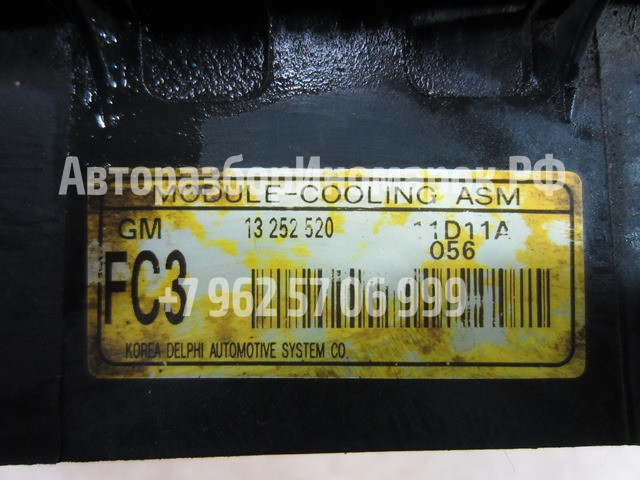 АвторазборИномарок.РФ
MODULE-COOLING ASM
GM 13 252 520 11D11A
056
FC3
+7 962 57 06 999
KOREA DELPHI AUTOMOTIVE SYSTEM CO.